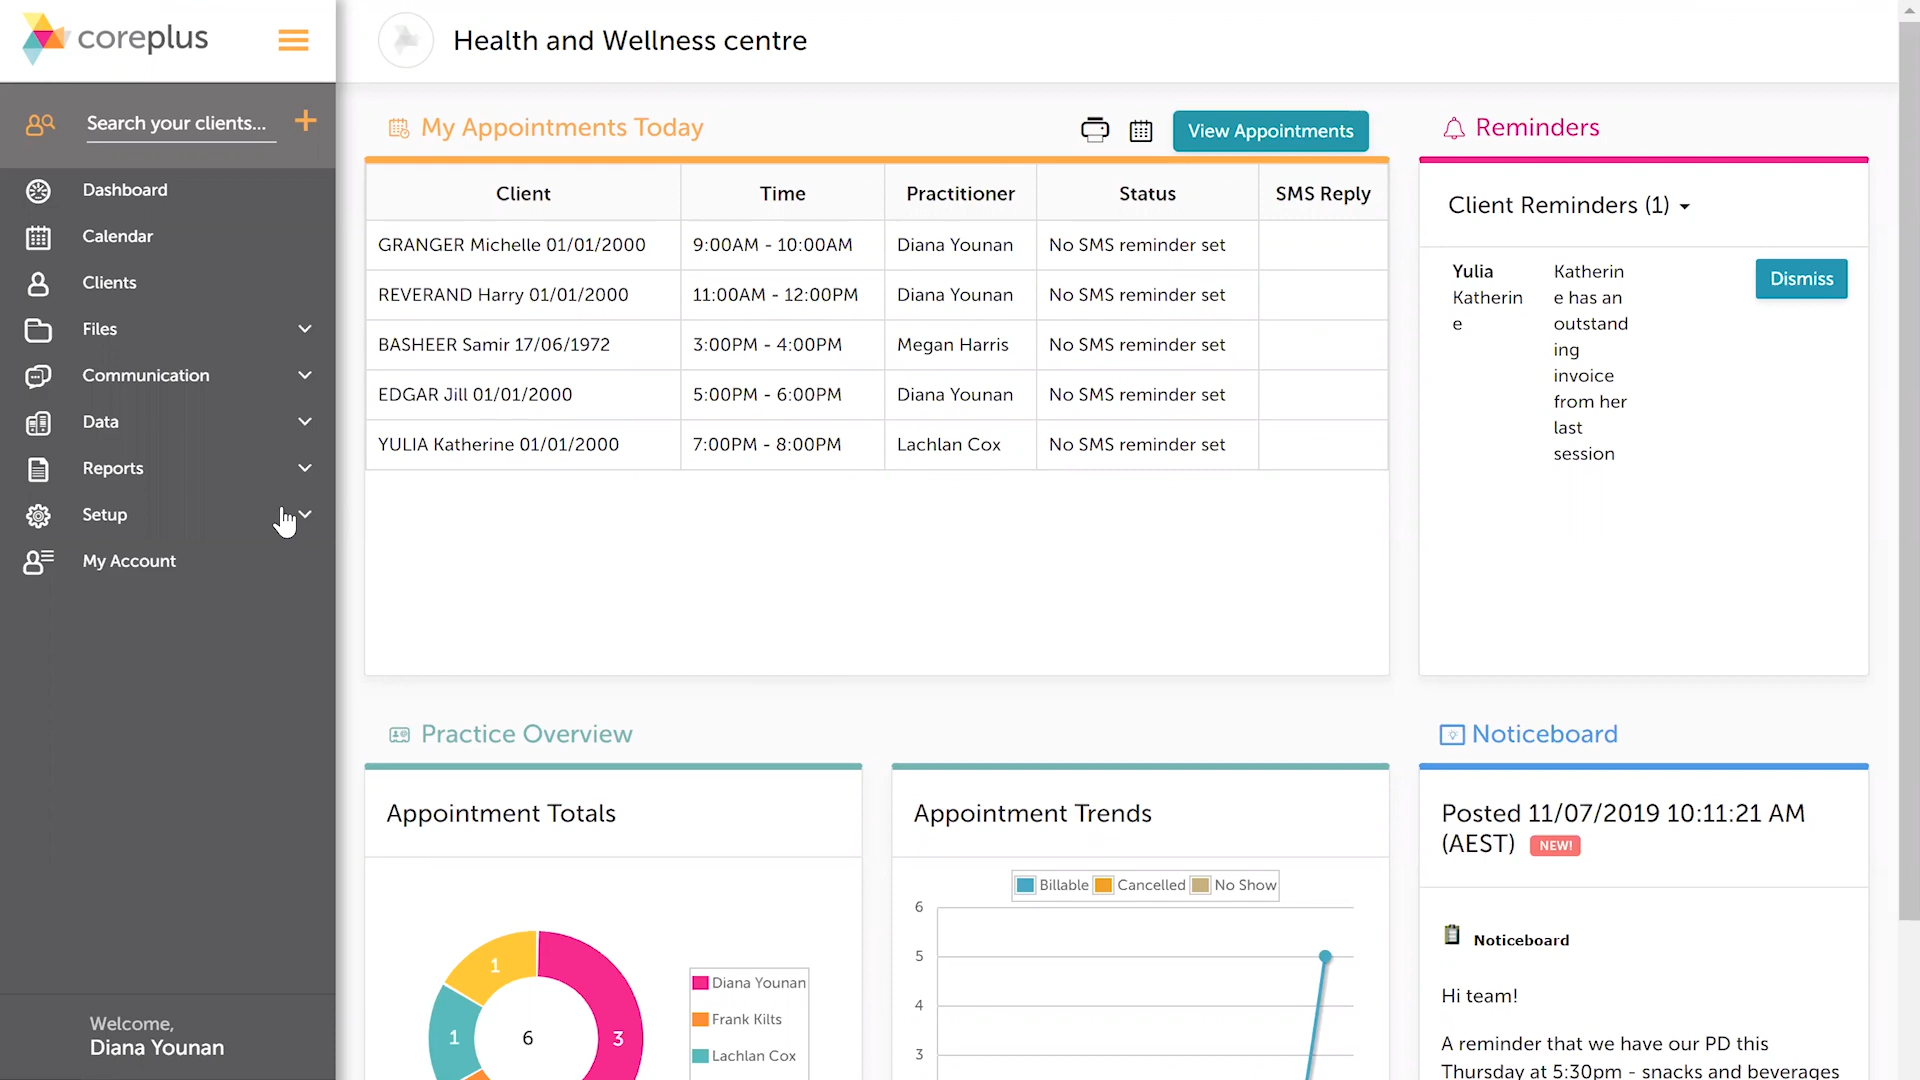 coreplus
Health and Wellness centre
Search your clients...
Dashboard
Calendar
Clients
Files
Communication
Data
Reports
Setup
My Account
Welcome,
Diana Younan
My Appointments Today
View Appointments
Client Time Practitioner Status SMS Reply
GRANGER Michelle 01/01/2000 9:00AM - 10:00AM Diana Younan No SMS reminder set
REVERAND Harry 01/01/2000 11:00AM - 12:00PM Diana Younan No SMS reminder set
BASHEER Samir 17/06/1972 3:00PM - 4:00PM Megan Harris No SMS reminder set
EDGAR Jill 01/01/2000 5:00PM - 6:00PM Diana Younan No SMS reminder set
YULIA Katherine 01/01/2000 7:00PM - 8:00PM Lachlan Cox No SMS reminder set
Reminders
Client Reminders (1)
Yulia
Katherin
e
Katherin
e has an
outstand
ing
invoice
from her
last
session
Dismiss
Practice Overview
Appointment Totals
1
1
6
3
Diana Younan
Frank Kilts
Lachlan Cox
Appointment Trends
Billable Cancelled No Show
6
5
4
3
Noticeboard
Posted 11/07/2019 10:11:21 AM
(AEST) NEW!
Noticeboard
Hi team!
A reminder that we have our PD this
Thursday at 5:30pm - snacks and beverages